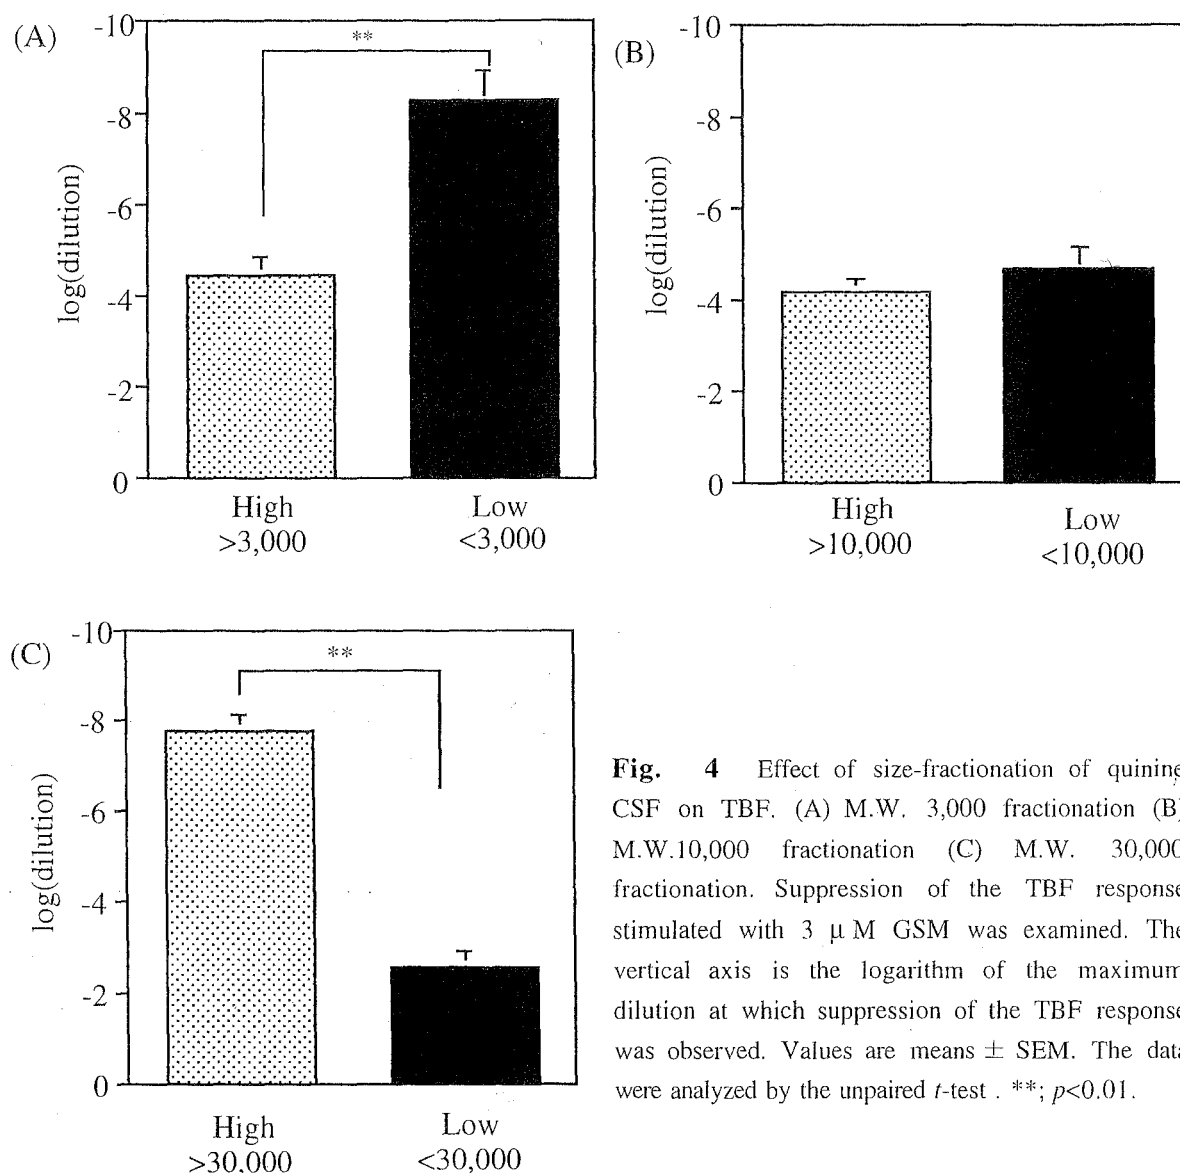 (A)
-10
-8
-6
-4
-2
0
log(dilution)
**
High
>3,000
Low
<3,000
(B)
-10
-8
-6
-4
-2
0
log(dilution)
High
>10,000
Low
<10,000
(C)
-10
-8
-6
-4
-2
0
log(dilution)
**
High
>30,000
Low
<30,000
Fig. 4 Effect of size-fractionation of quinine
CSF on TBF. (A) M.W. 3,000 fractionation (B)
M.W.10,000 fractionation (C) M.W. 30,000
fractionation. Suppression of the TBF response
stimulated with 3 μM GSM was examined. The
vertical axis is the logarithm of the maximum
dilution at which suppression of the TBF response
was observed. Values are means ± SEM. The data
were analyzed by the unpaired t-test . **; p<0.01.